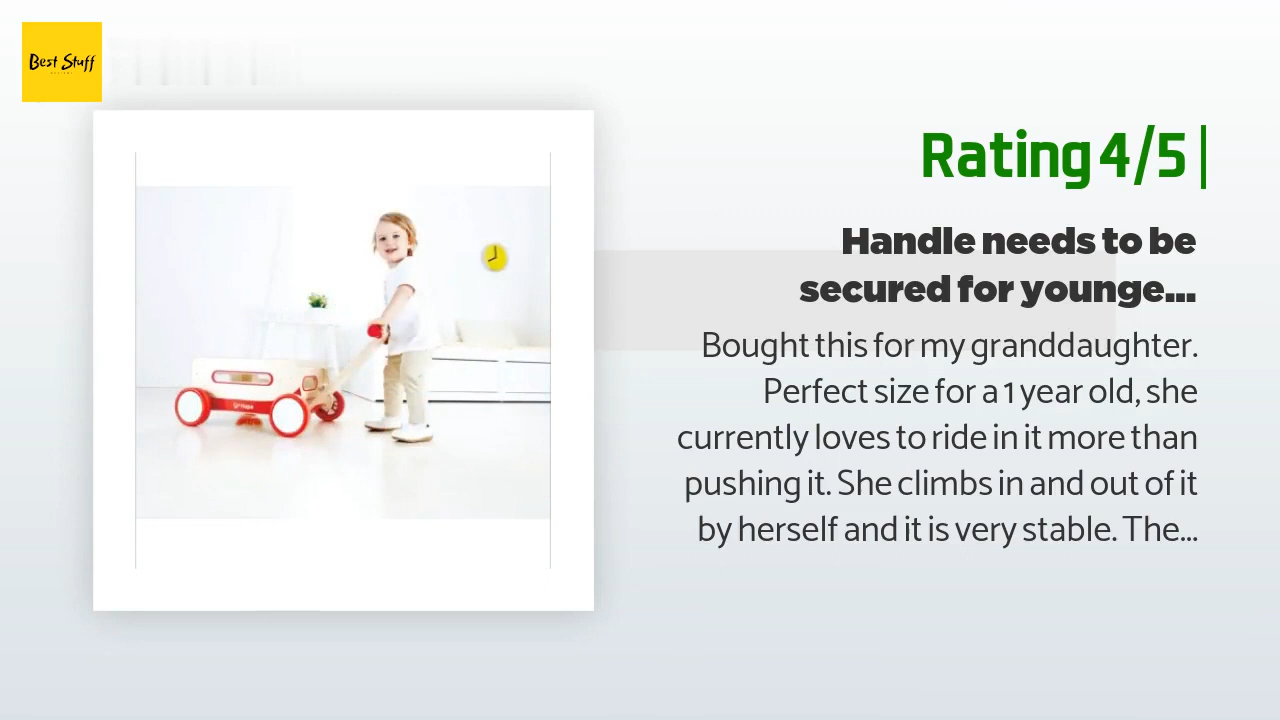 Best Stuff
Rating 4/5
Handle needs to be
secured for younge...
Bought this for my granddaughter.
Perfect size for a 1 year old, she
currently loves to ride in it more than
pushing it. She climbs in and out of it
by herself and it is very stable. The...